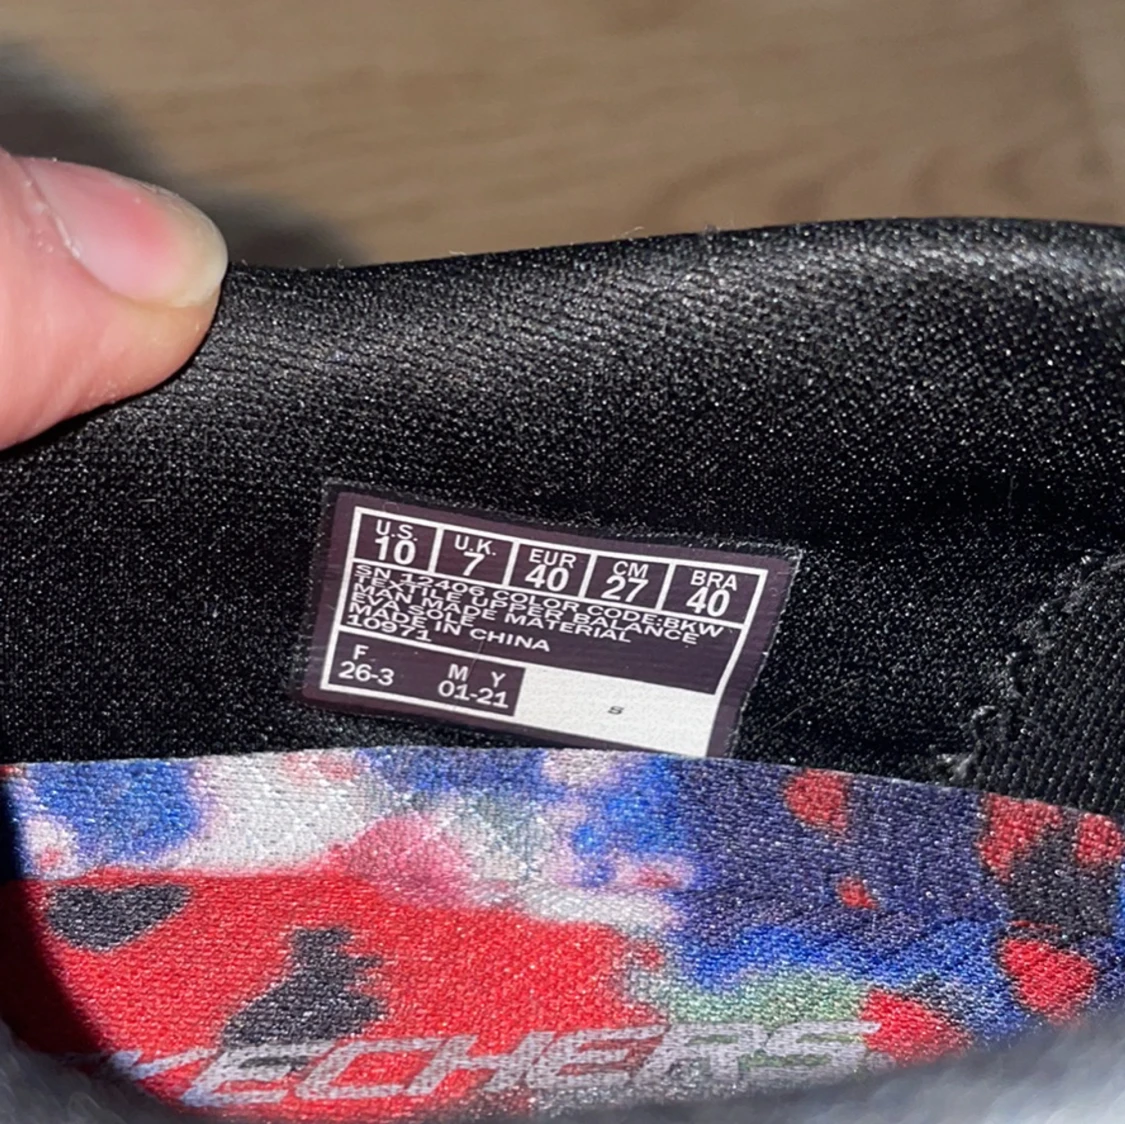 U.S. U.K. EUR CM BRA
10 7 40 27 40
SN 12406 COLOR CODE:BKW
TEXTILE UPPER BALANCE
MAN MADE MATERIAL
EVA SOLE
MADE IN CHINA
10971
F M Y
26-3 01-21
S
SKECHERS